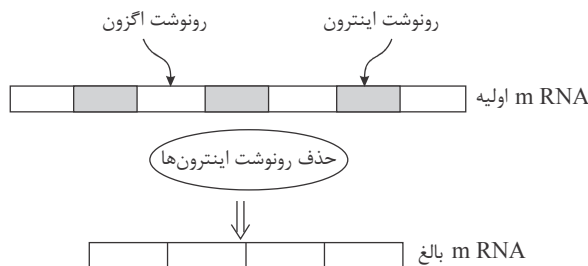 رونوشت اینترون
رونوشت اگزون
m RNA اولیه
حذف رونوشت اینترون‌ها
m RNA بالغ